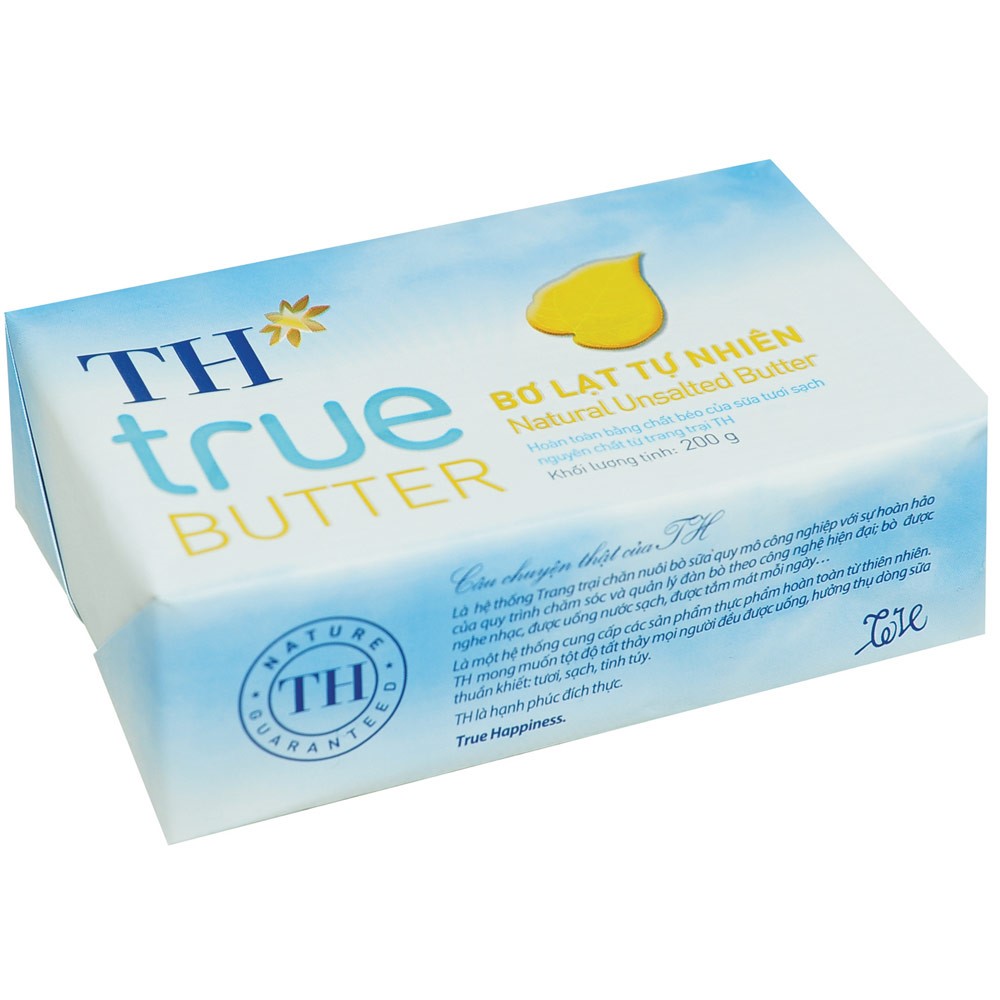 TH
true
BUTTER
BƠ LẠT TỰ NHIÊN
Natural Unsalted Butter
Hoàn toàn bằng chất béo của sữa tươi sạch
nguyên chất từ trang trại TH
Khối lượng tịnh: 200 g
Câu chuyện thật của TH
Là hệ thống Trang trại chăn nuôi bò sữa quy mô công nghiệp với sự hoàn hảo
của quy trình chăm sóc và quản lý đàn bò theo công nghệ hiện đại; bò được
nghe nhạc, được uống nước sạch, được tắm mát mỗi ngày...
Là một hệ thống cung cấp các sản phẩm thực phẩm hoàn toàn từ thiên nhiên.
TH mong muốn tột độ tất thảy mọi người đều được uống, hưởng thụ dòng sữa
thuần khiết: tươi, sạch, tinh túy.
TH là hạnh phúc đích thực.
True Happiness.
NATURE
TH
GUARANTEED
TH